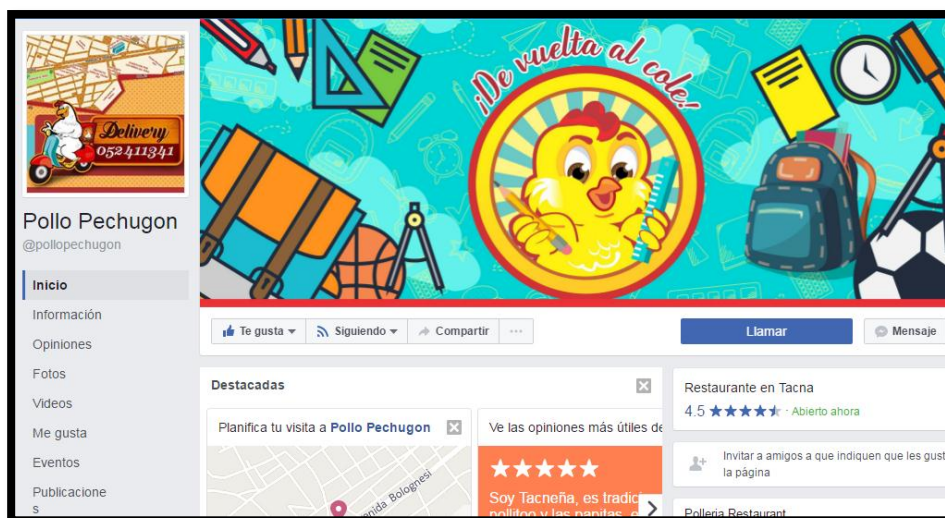 Delivery
052411341
¡De vuelta al cole!
Pollo Pechugon
@pollopechugon
Inicio
Información
Opiniones
Fotos
Videos
Me gusta
Eventos
Publicacione
s
Te gusta
Siguiendo
Compartir
Llamar
Mensaje
Destacadas
Planifica tu visita a Pollo Pechugon
Avenida Bolognesi
Ve las opiniones más útiles de
Soy Tacneña, es tradic
pollitoo y las papitas, e
Restaurante en Tacna
4.5 · Abierto ahora
Invitar a amigos a que indiquen que les gust
la página
Polleria Restaurant